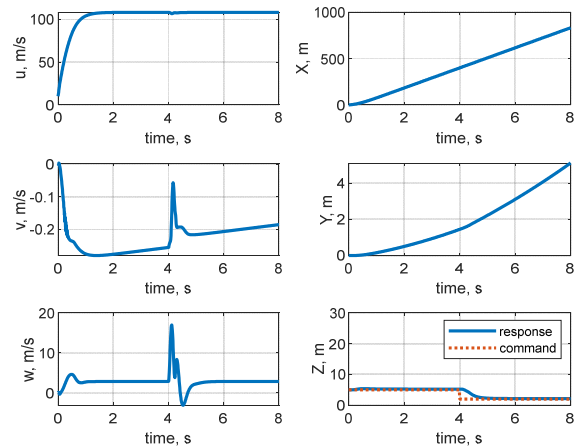 100
50
0
u, m/s
0 2 4 6 8
time, s
1000
500
0
X, m
0 2 4 6 8
time, s
0
-0.1
-0.2
v, m/s
0 2 4 6 8
time, s
4
2
0
Y, m
0 2 4 6 8
time, s
20
10
0
w, m/s
0 2 4 6 8
time, s
30
20
10
0
Z, m
response
command
0 2 4 6 8
time, s